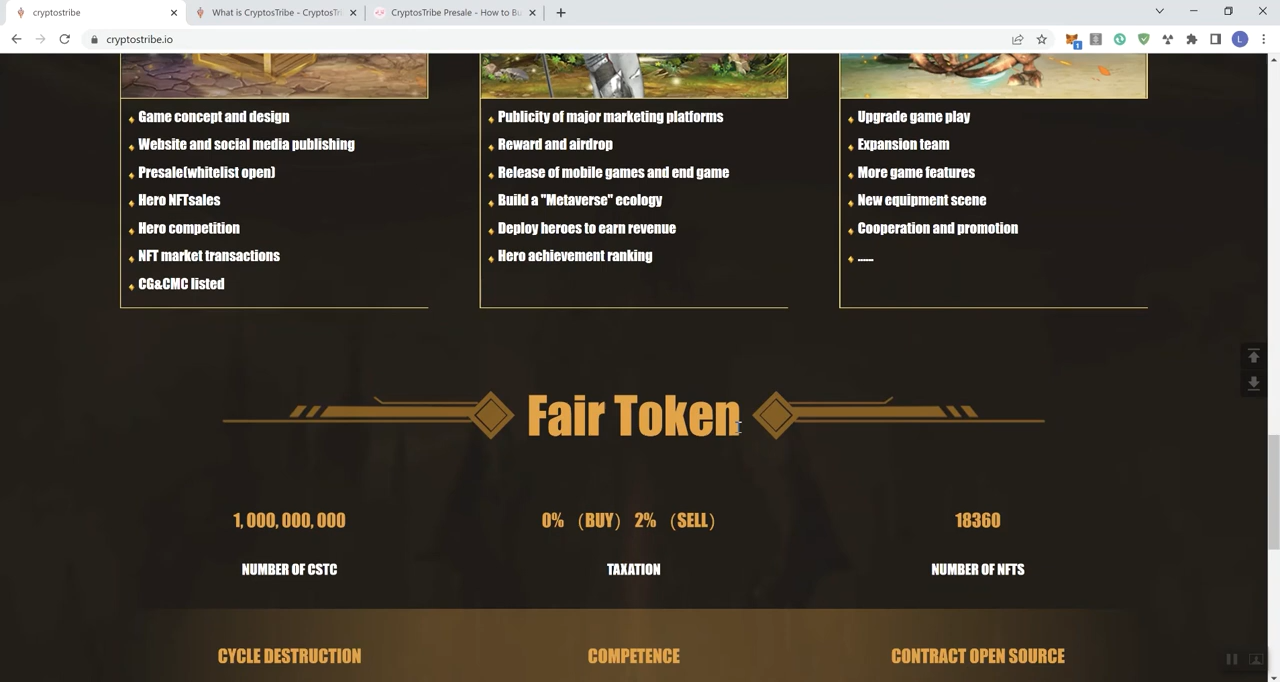 cryptostribe
What is CryptosTribe - CryptosTri
CryptosTribe Presale - How to Bu
cryptostribe.io
1
L
Game concept and design
Website and social media publishing
Presale(whitelist open)
Hero NFTsales
Hero competition
NFT market transactions
CG&CMC listed
Publicity of major marketing platforms
Reward and airdrop
Release of mobile games and end game
Build a "Metaverse" ecology
Deploy heroes to earn revenue
Hero achievement ranking
Upgrade game play
Expansion team
More game features
New equipment scene
Cooperation and promotion
......
Fair Token
1,000,000,000
0% (BUY) 2% (SELL)
18360
NUMBER OF CSTC
TAXATION
NUMBER OF NFTS
CYCLE DESTRUCTION
COMPETENCE
CONTRACT OPEN SOURCE